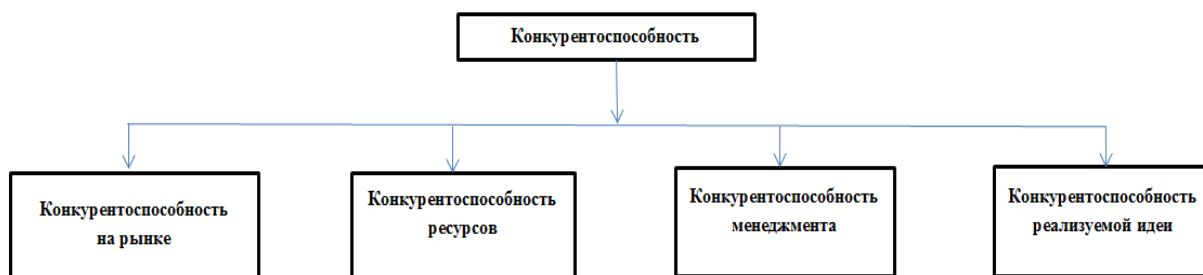 Конкурентоспособность
Конкурентоспособность
на рынке
Конкурентоспособность
ресурсов
Конкурентоспособность
менеджмента
Конкурентоспособность
реализуемой идеи